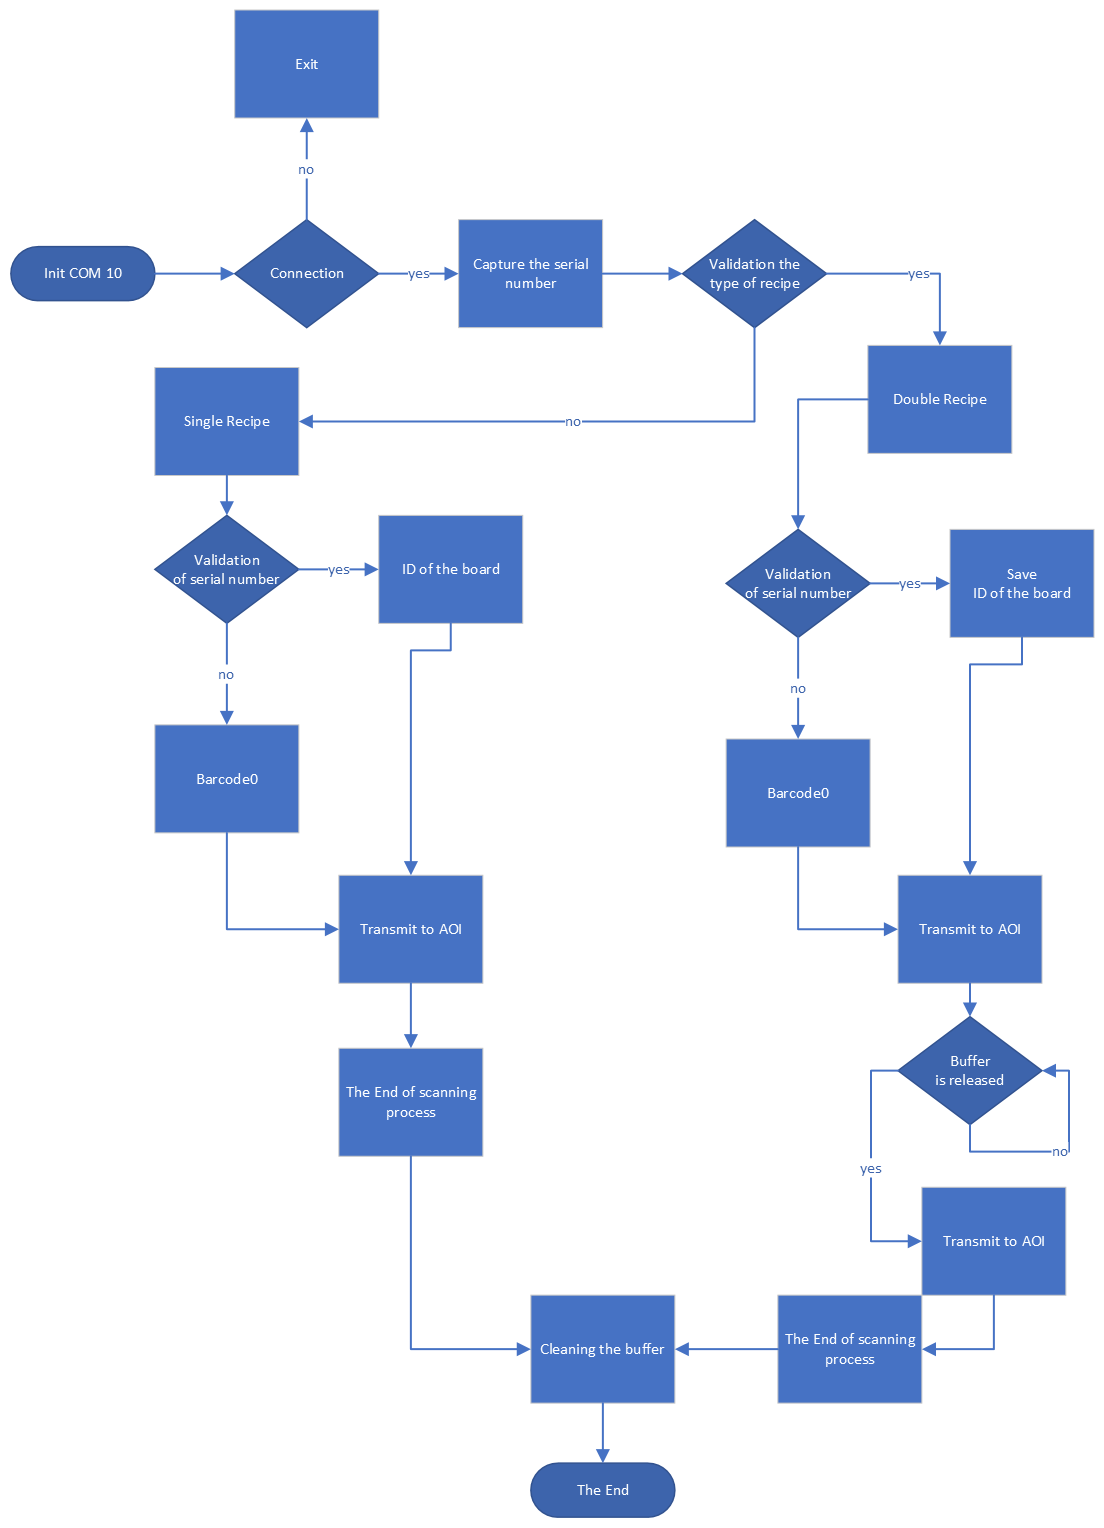 Exit
no
Init COM 10
Connection
yes
Capture the serial
number
Validation the
type of recipe
yes
Double Recipe
Single Recipe
no
Validation
of serial number
yes
ID of the board
Validation
of serial number
yes
Save
ID of the board
no
no
Barcode0
Barcode0
Transmit to AOI
Transmit to AOI
Buffer
is released
The End of scanning
process
no
yes
Transmit to AOI
Cleaning the buffer
The End of scanning
process
The End